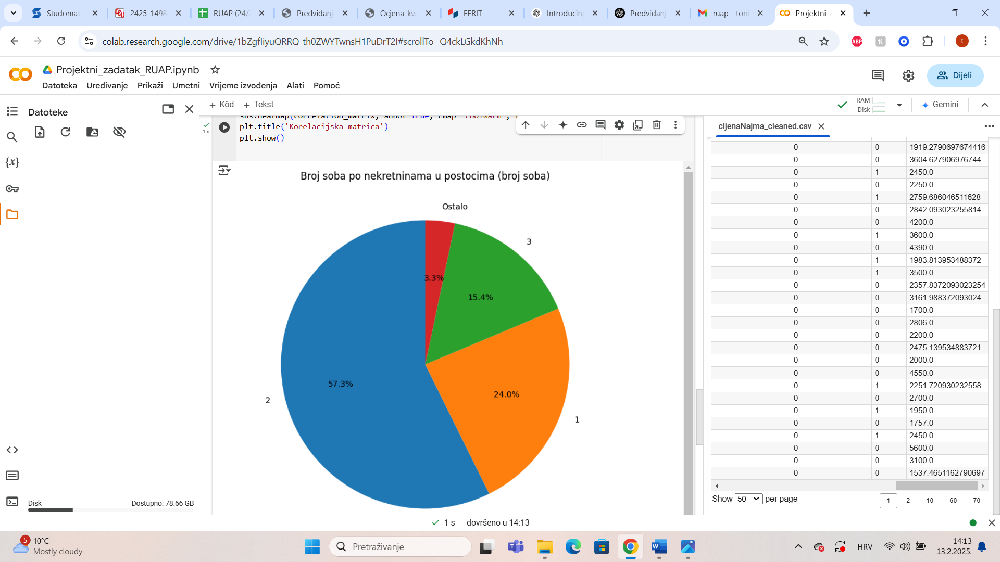 Studomat
2425-1498
RUAP (24/2
Predviđanj
Ocjena_kva
FERIT
Introducing
Predviđanj
ruap - toni
Projektni_z
colab.research.google.com/drive/1bZgfIiyuQRRQ-th0ZWYTwnsH1PuDrT2I#scrollTo=Q4ckLGkdKhNh
ABP
t
Projektni_zadatak_RUAP.ipynb
Datoteka Uređivanje Prikaži Umetni Vrijeme izvođenja Alati Pomoć
Dijeli
+ Kôd + Tekst
RAM
Disk
Gemini
Datoteke
{x}
1 s
sns.heatmap(correlation_matrix, annot=True, cmap='coolwarm',
plt.title('Korelacijska matrica')
plt.show()
Broj soba po nekretninama u postocima (broj soba)
Ostalo
3
3.3%
15.4%
57.3%
24.0%
2
1
cijenaNajma_cleaned.csv
0 0 1919.2790697674416
0 0 3604.627906976744
0 1 2450.0
0 0 2250.0
0 1 2759.686046511628
0 0 2842.093023255814
0 0 4200.0
0 1 3600.0
0 0 4390.0
0 1 1983.813953488372
0 1 3500.0
0 0 2357.8372093023254
0 0 3161.988372093024
0 0 1700.0
0 0 2806.0
0 0 2200.0
0 0 2475.139534883721
0 0 2000.0
0 0 4550.0
0 1 2251.720930232558
0 0 2700.0
0 1 1950.0
0 0 1757.0
0 1 2450.0
0 0 5600.0
0 0 3100.0
0 0 1537.4651162790697
Show 50 per page
1 2 10 60 70
Disk Dostupno: 78.66 GB
1 s dovršeno u 14:13
5
10°C
Mostly cloudy
Pretraživanje
HRV
14:13
13.2.2025.